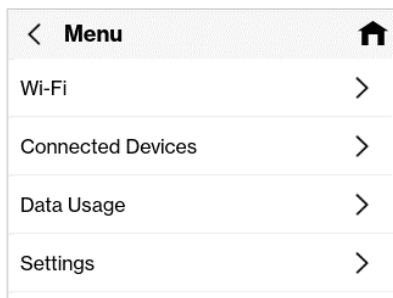 Menu
Wi-Fi
Connected Devices
Data Usage
Settings